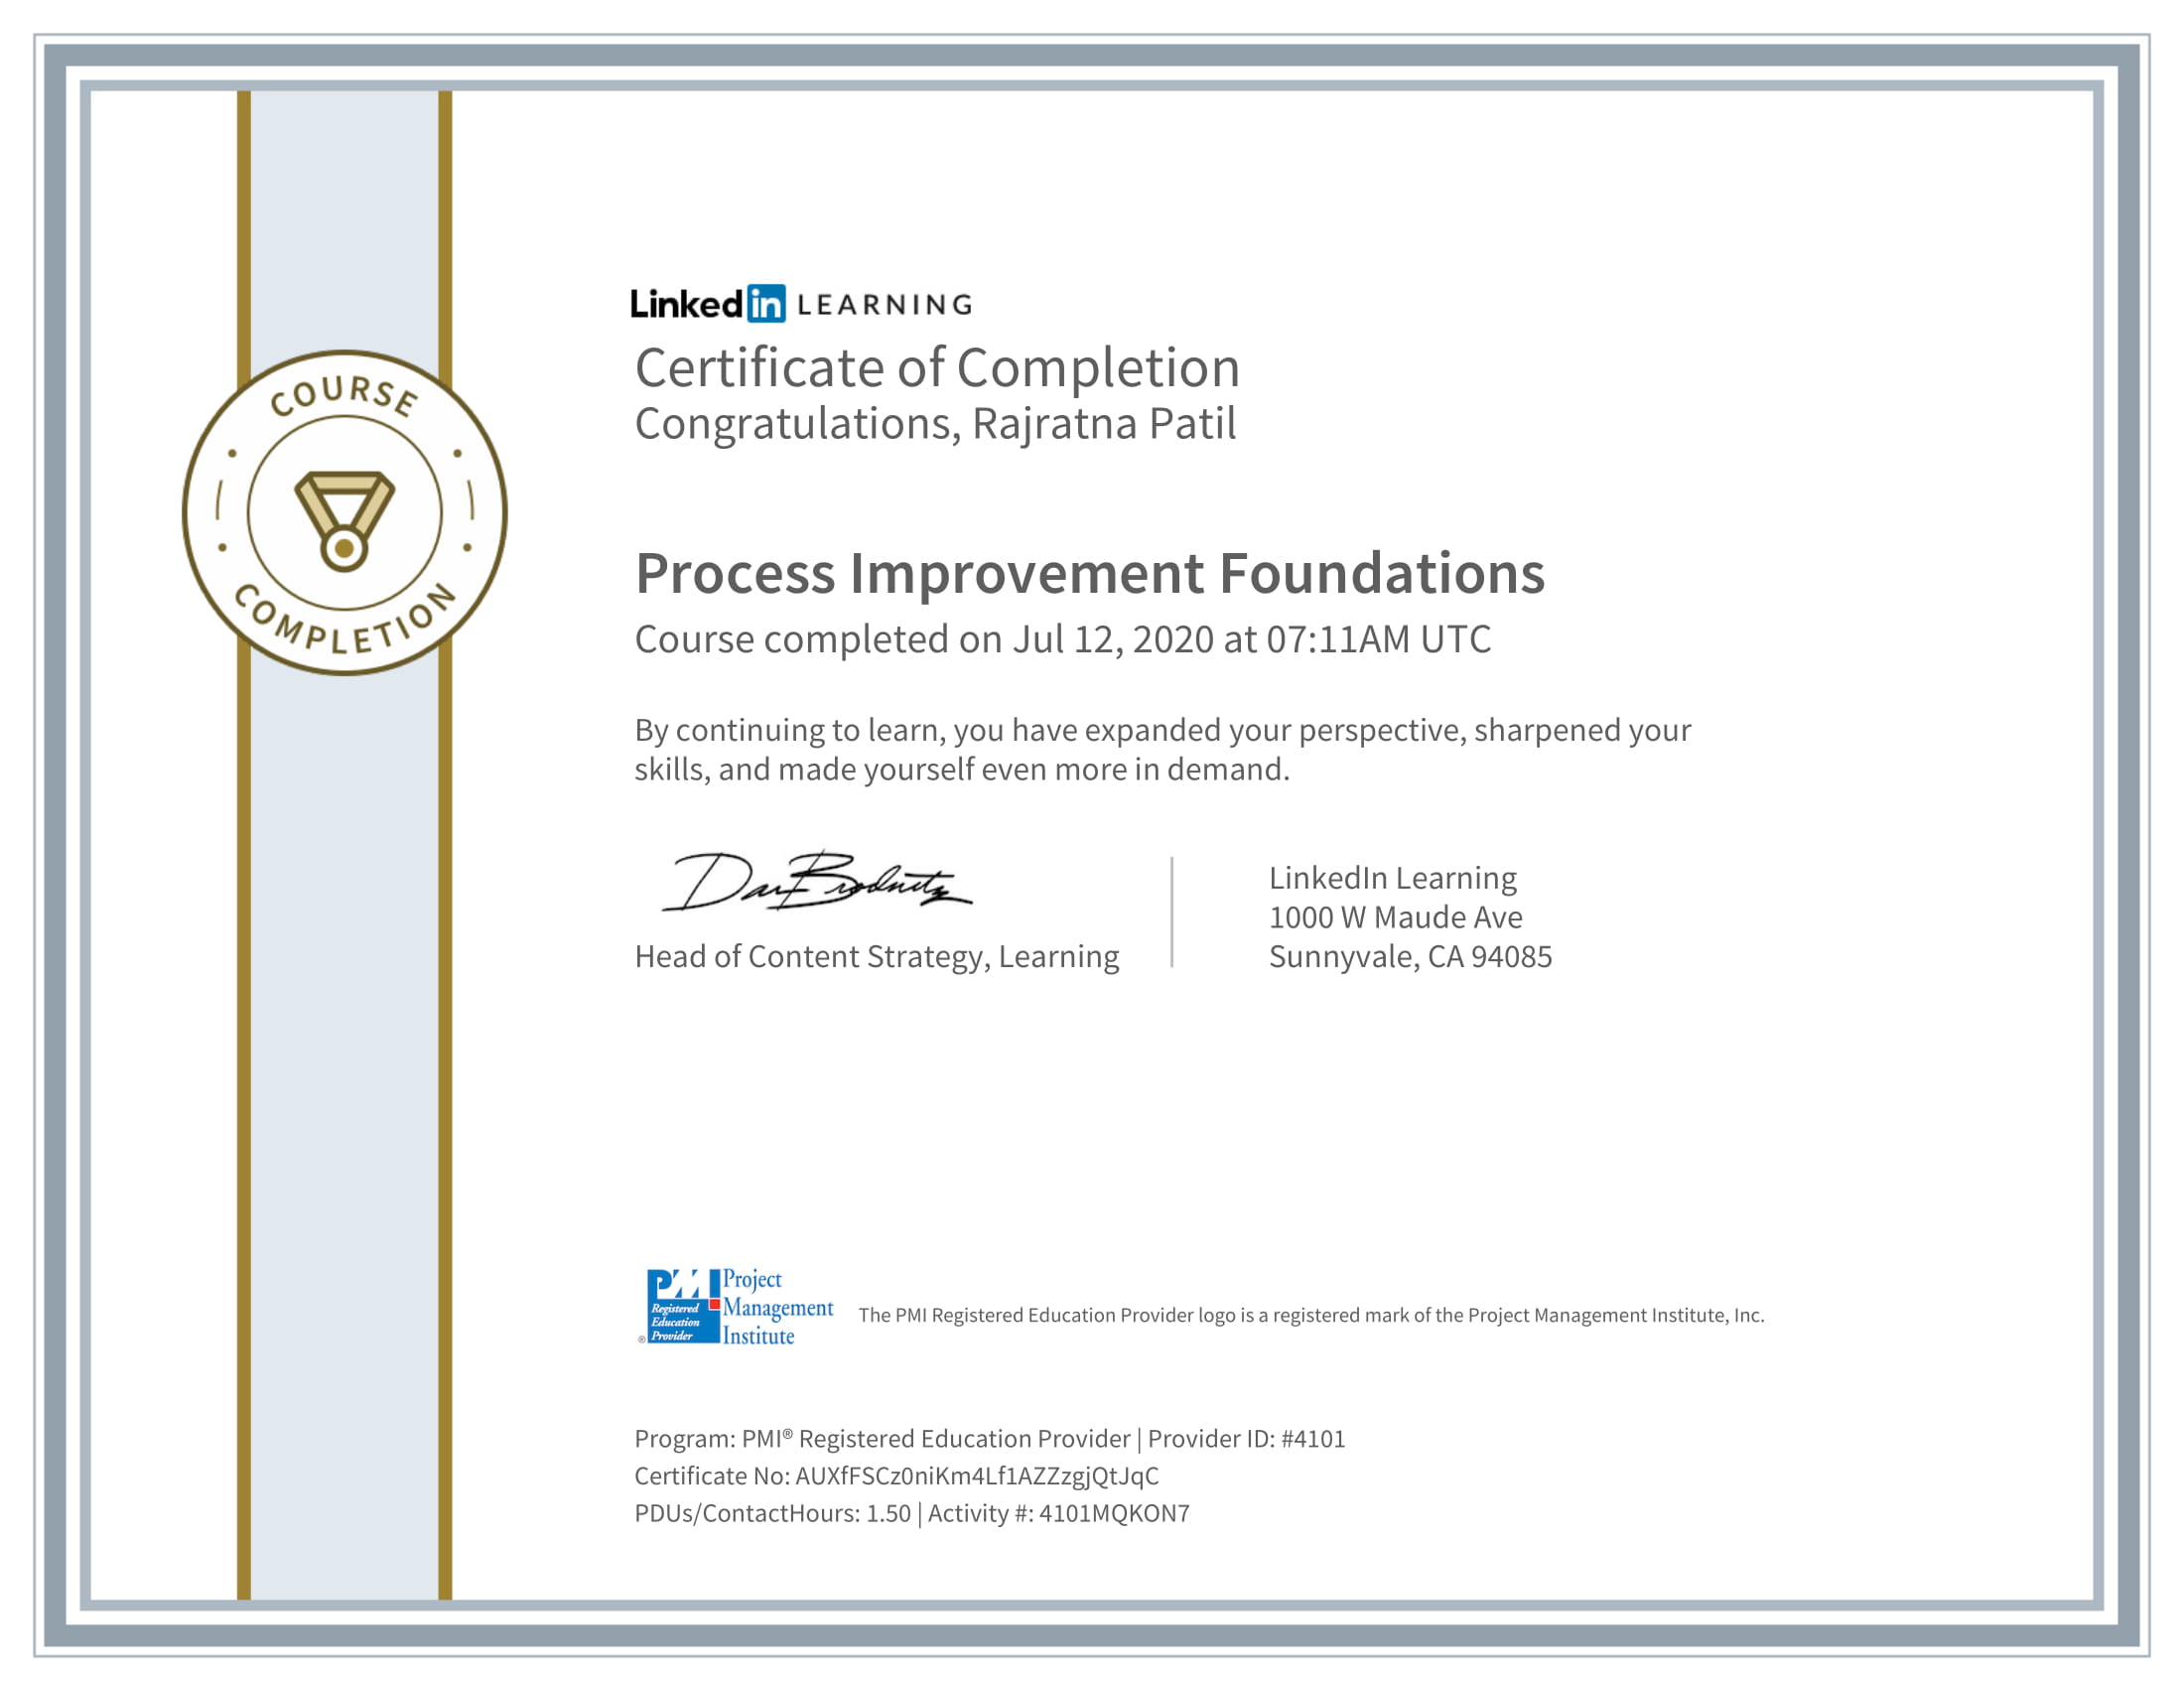 COURSE
COMPLETION
Linked in LEARNING
Certificate of Completion
Congratulations, Rajratna Patil
Process Improvement Foundations
Course completed on Jul 12, 2020 at 07:11AM UTC
By continuing to learn, you have expanded your perspective, sharpened your
skills, and made yourself even more in demand.
Head of Content Strategy, Learning
LinkedIn Learning
1000 W Maude Ave
Sunnyvale, CA 94085
PMI
Registered
Education
Provider
®
Project
Management
Institute
The PMI Registered Education Provider logo is a registered mark of the Project Management Institute, Inc.
Program: PMI® Registered Education Provider | Provider ID: #4101
Certificate No: AUXfFSCz0niKm4Lf1AZZzgjQtJqC
PDUs/ContactHours: 1.50 | Activity #: 4101MQKON7